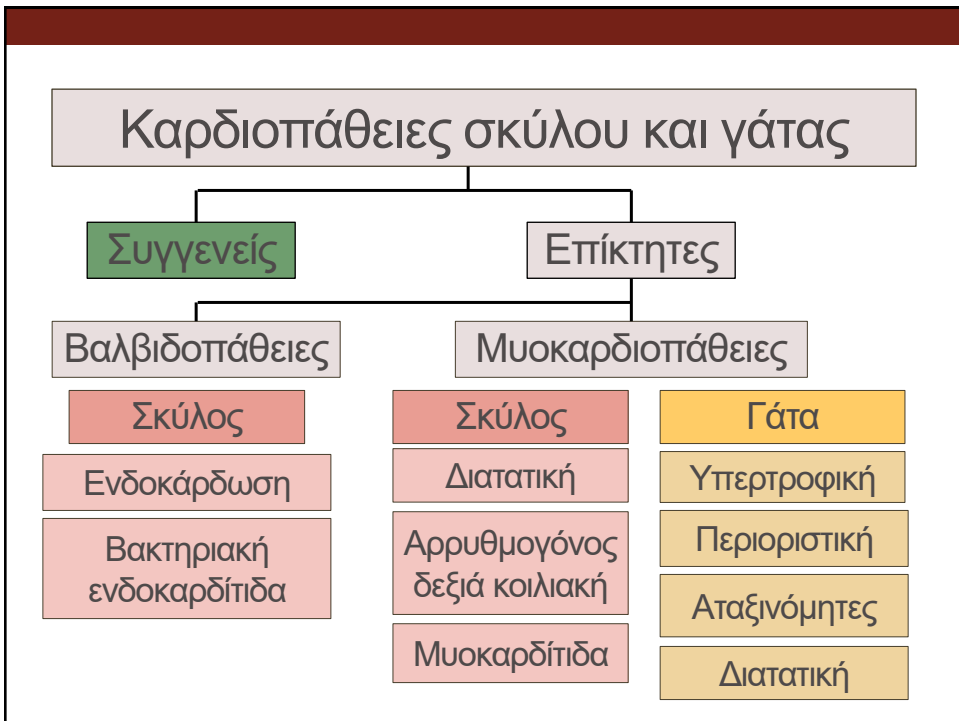 Καρδιοπάθειες σκύλου και γάτας
Συγγενείς
Επίκτητες
Βαλβιδοπάθειες
Μυοκαρδιοπάθειες
Σκύλος
Ενδοκάρδωση
Βακτηριακή
ενδοκαρδίτιδα
Σκύλος
Διατατική
Αρρυθμογόνος
δεξιά κοιλιακή
Μυοκαρδίτιδα
Γάτα
Υπερτροφική
Περιοριστική
Αταξινόμητες
Διατατική